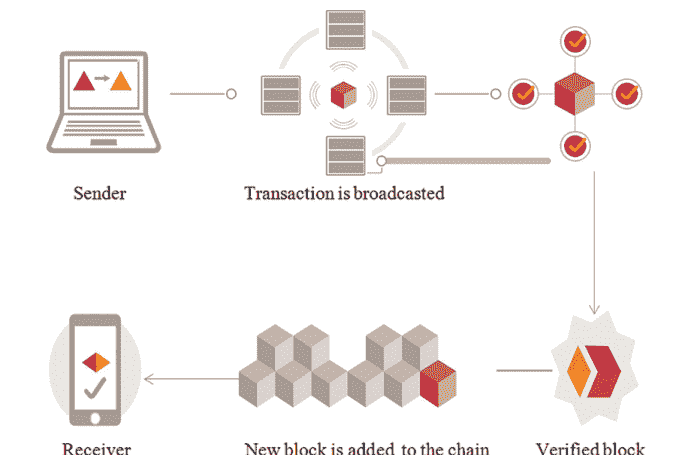 Sender
Transaction is broadcasted
Receiver
New block is added to the chain
Verified block